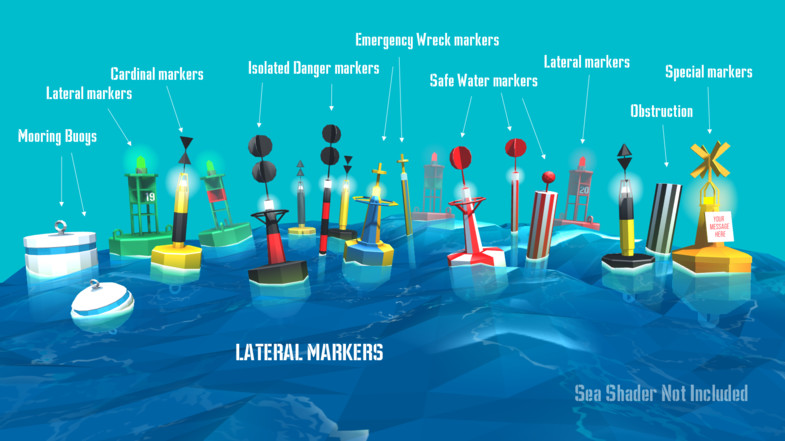 Emergency Wreck markers
Isolated Danger markers
Safe Water markers
Lateral markers
Special markers
Cardinal markers
Lateral markers
Obstruction
Mooring Buoys
19
20
YOUR
MESSAGE
HERE
LATERAL MARKERS
Sea Shader Not Included